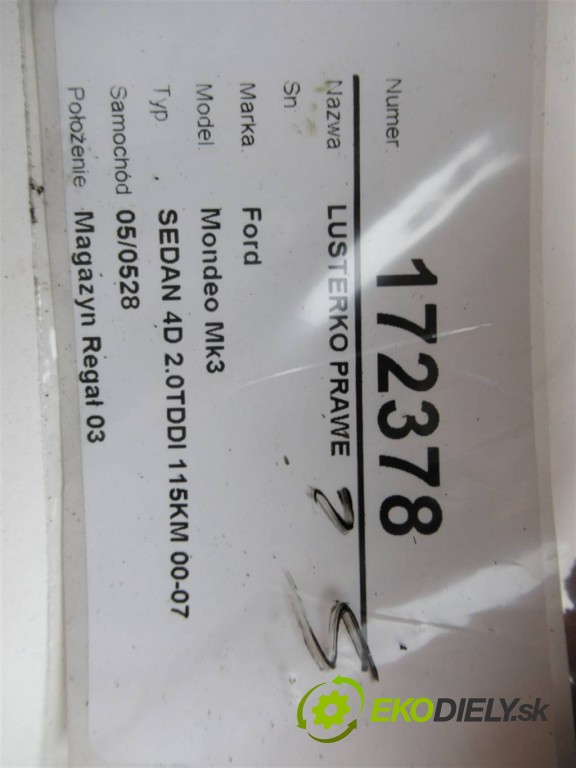 Numer 172378
Nazwa LUSTERKO PRAWE
Sn
Marka Ford
Model Mondeo Mk3
Typ SEDAN 4D 2.0TDDI 115KM 00-07
Samochód 05/0528
Położenie Magazyn Regał 03
EKODIELY.sk